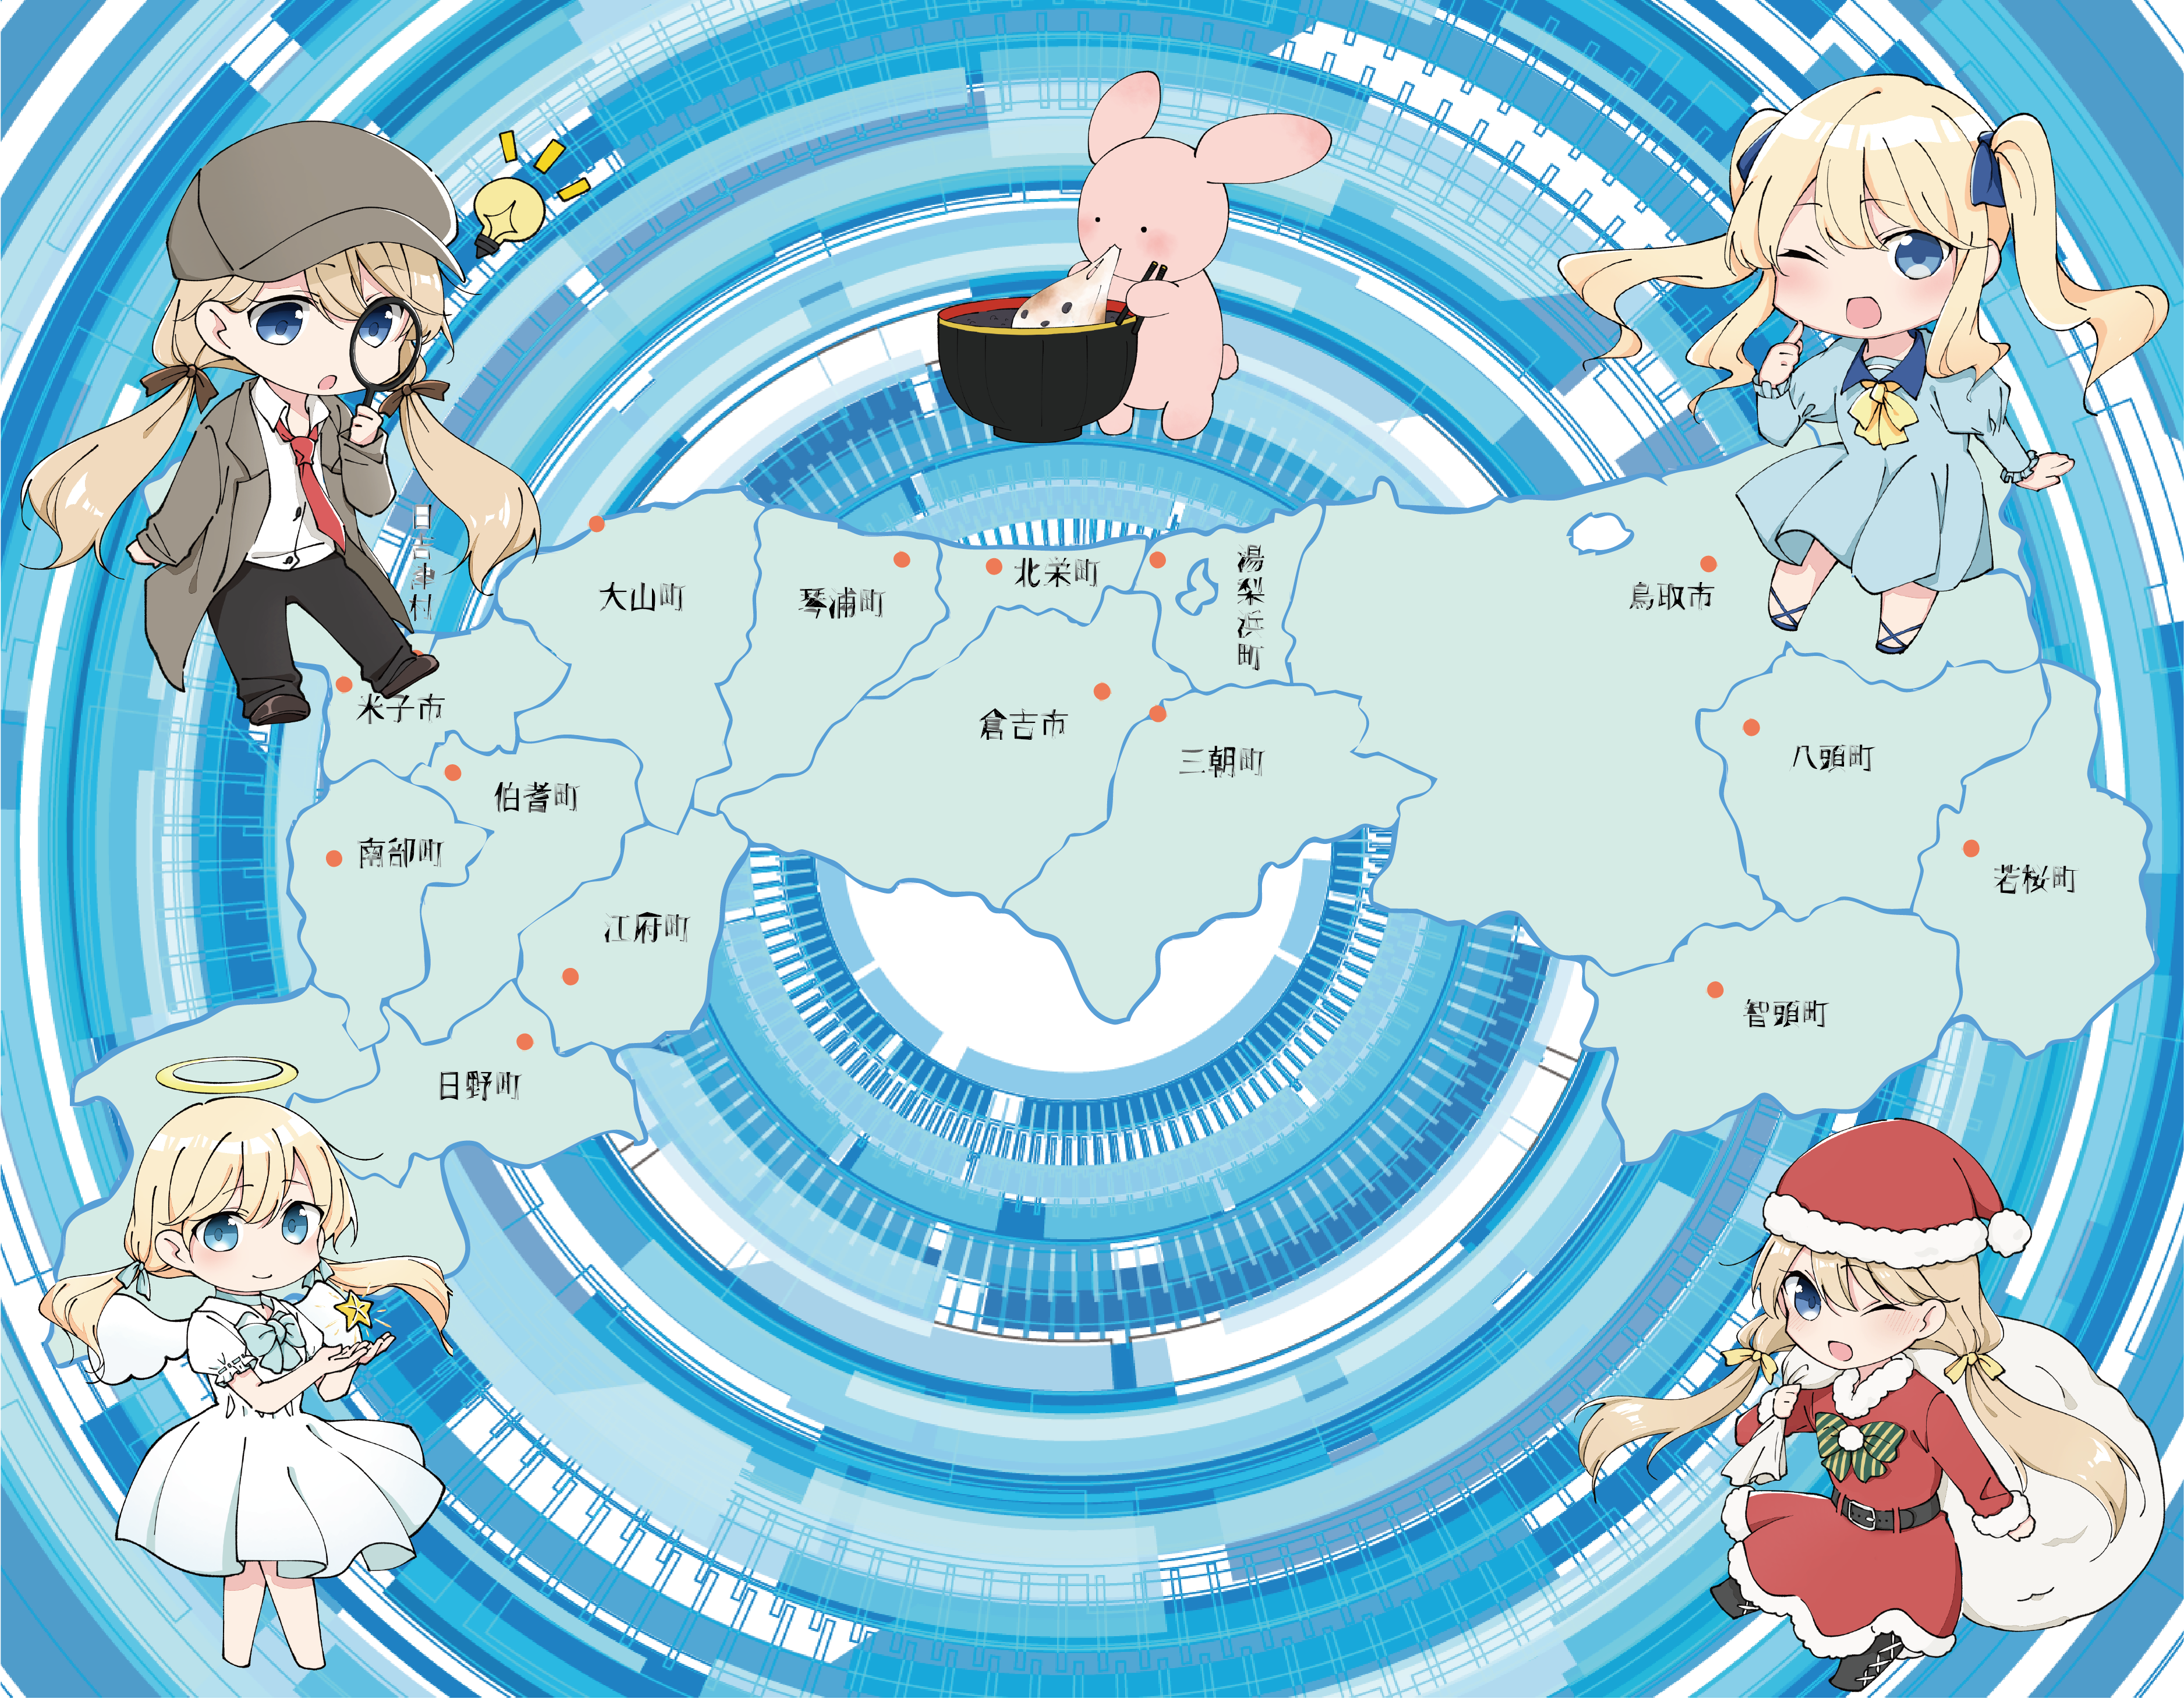 日吉津村
大山町
琴浦町
北栄町
湯梨浜町
鳥取市
米子市
伯耆町
倉吉市
三朝町
八頭町
南部町
江府町
若桜町
智頭町
日野町